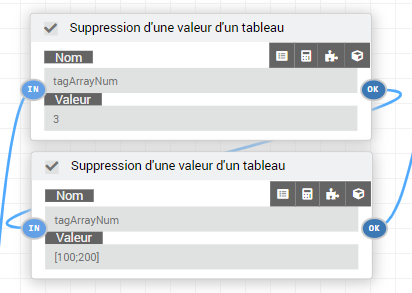 Suppression d'une valeur d'un tableau
Nom
tagArrayNum
IN
OK
Valeur
3
Suppression d'une valeur d'un tableau
Nom
tagArrayNum
IN
OK
Valeur
[100;200]